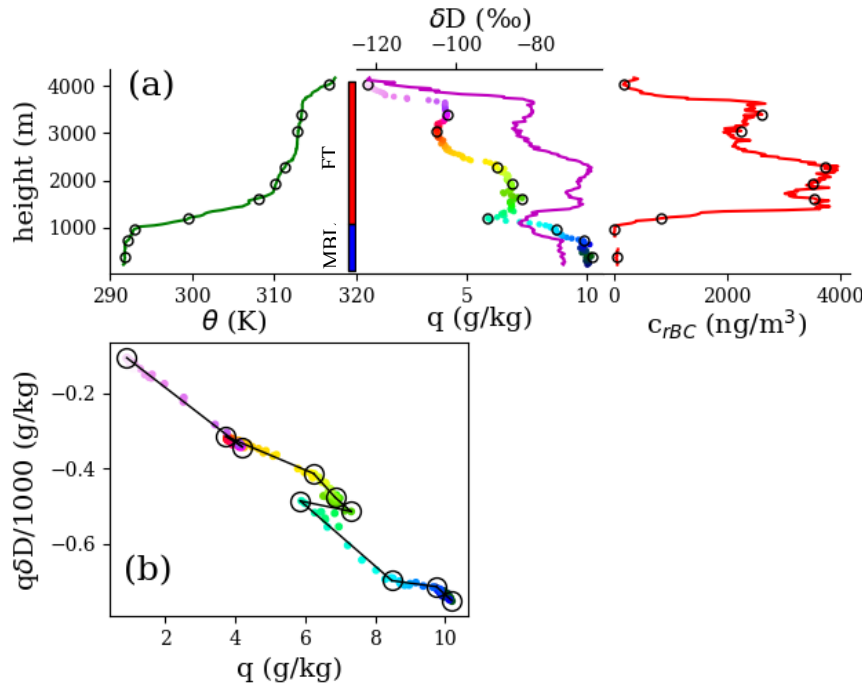 δD (‰)
−120 −100 −80
(a)
4000
3000
2000
1000
height (m)
FT
MBL
290 300 310 320
5 10
0 2000 4000
θ (K)
q (g/kg)
c_{rBC} (ng/m³)
−0.2
−0.4
−0.6
qδD/1000 (g/kg)
(b)
2 4 6 8 10
q (g/kg)